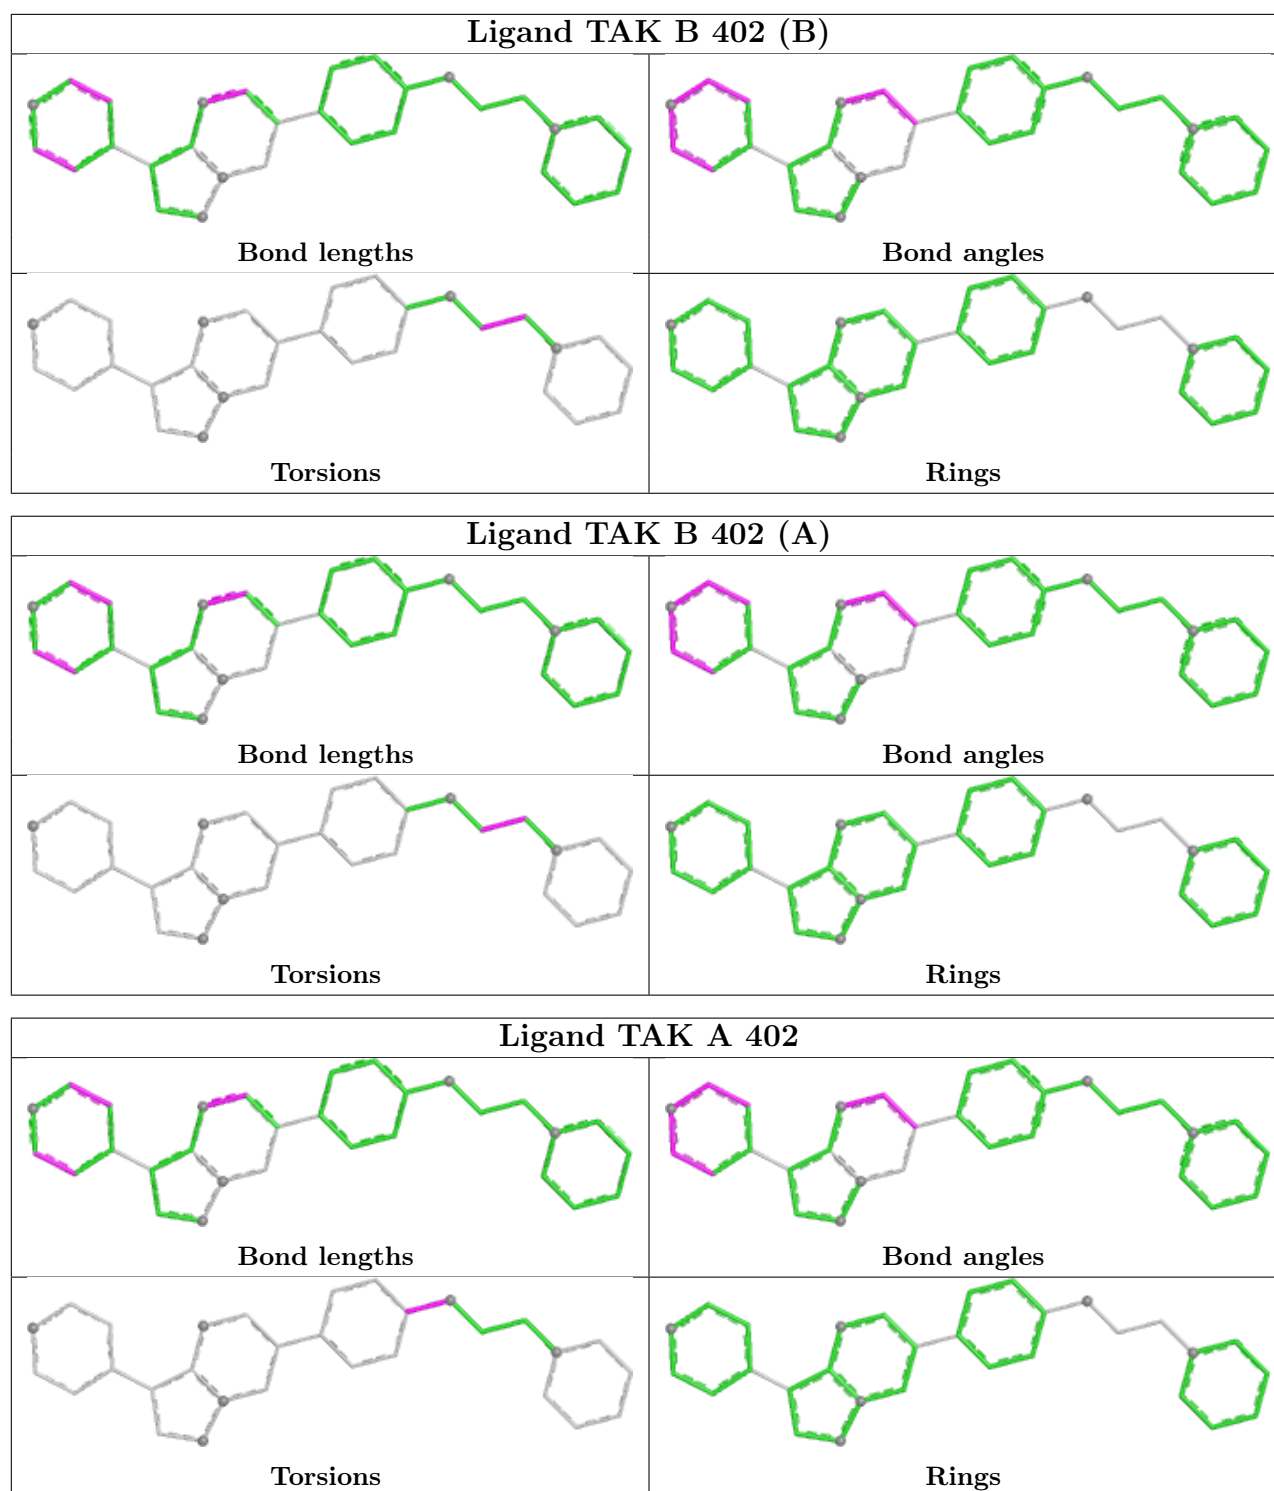 Ligand TAK B 402 (B)
Bond lengths
Bond angles
Torsions
Rings
Ligand TAK B 402 (A)
Bond lengths
Bond angles
Torsions
Rings
Ligand TAK A 402
Bond lengths
Bond angles
Torsions
Rings